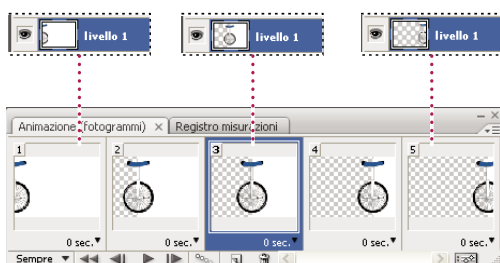 livello 1 livello 1 livello 1
Animazione (fotogrammi) × Registro misurazioni
1 2 3 4 5
0 sec. 0 sec. 0 sec. 0 sec. 0 sec.
Sempre